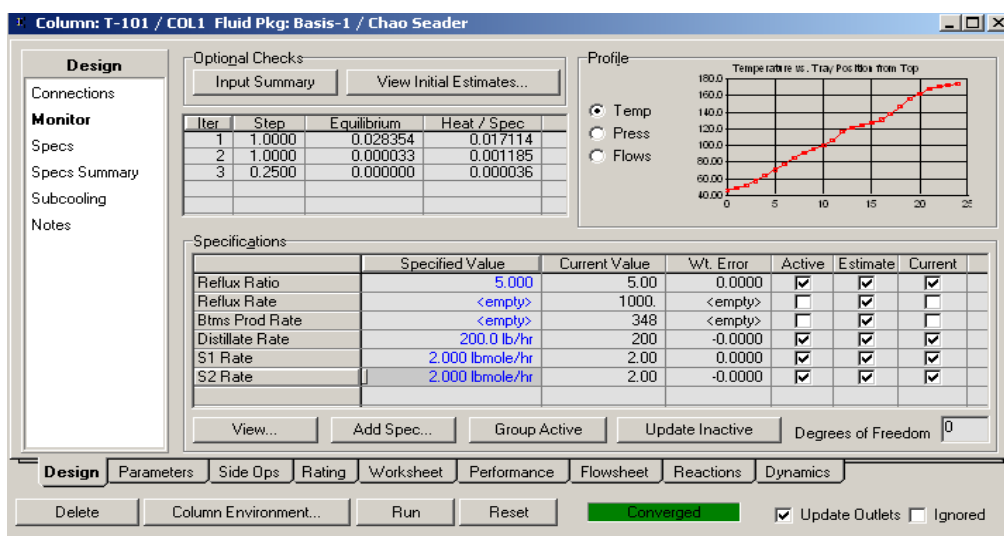 Column: T-101 / COL1 Fluid Pkg: Basis-1 / Chao Seader
Design
Connections
Monitor
Specs
Specs Summary
Subcooling
Notes
Optional Checks
Input Summary
View Initial Estimates...
Iter Step Equilibrium Heat / Spec
1 1.0000 0.028354 0.017114
2 1.0000 0.000033 0.001185
3 0.2500 0.000000 0.000036
Profile
Temp
Press
Flows
Temperature vs. Tray Position from Top
180.0
160.0
140.0
120.0
100.0
80.00
60.00
40.00
0 5 10 15 20 25
Specifications
Specified Value Current Value Wt. Error Active Estimate Current
Reflux Ratio 5.000 5.00 0.0000
Reflux Rate <empty> 1000. <empty>
Btms Prod Rate <empty> 348 <empty>
Distillate Rate 200.0 lb/hr 200 -0.0000
S1 Rate 2.000 lbmole/hr 2.00 0.0000
S2 Rate 2.000 lbmole/hr 2.00 -0.0000
View... Add Spec... Group Active Update Inactive Degrees of Freedom 0
Design Parameters Side Ops Rating Worksheet Performance Flowsheet Reactions Dynamics
Delete Column Environment... Run Reset Converged Update Outlets Ignored